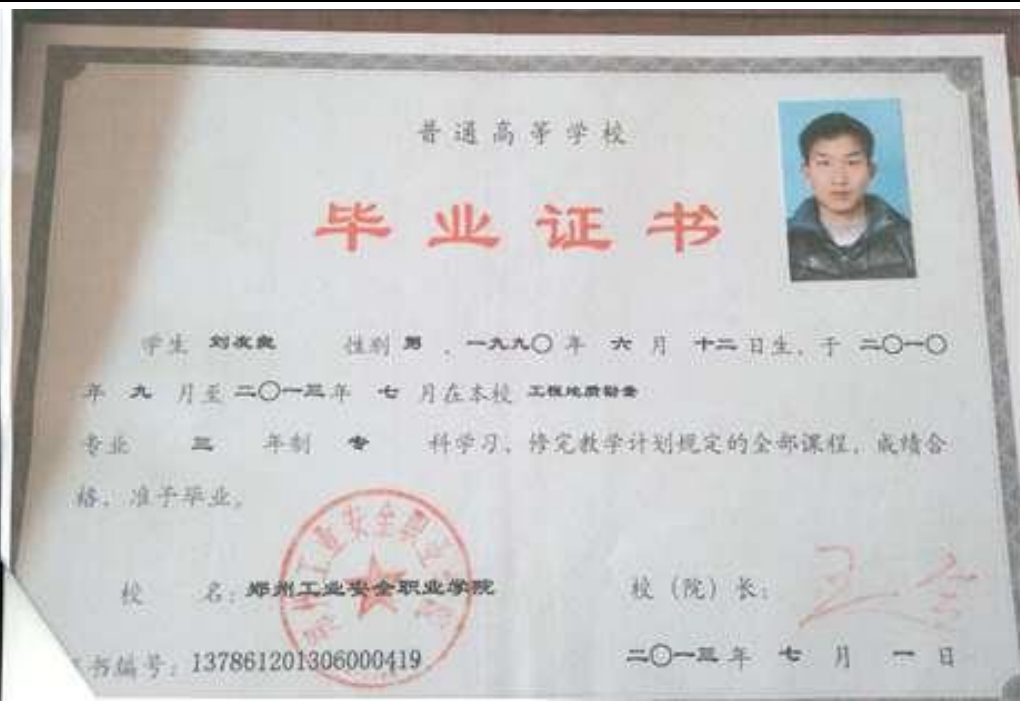 普通高等学校
毕业证书
学生 刘友良 性别 男 ，一九九〇 年 六 月 十二 日生，于 二〇一〇
年 九 月至 二〇一三 年 七 月在本校 工程地质勘查
专业 三 年制 专 科学习，修完教学计划规定的全部课程，成绩合
格，准予毕业。
校 名：郑州工业安全职业学院 校（院）长：
书编号：137861201306000419 二〇一三 年 七 月 一 日